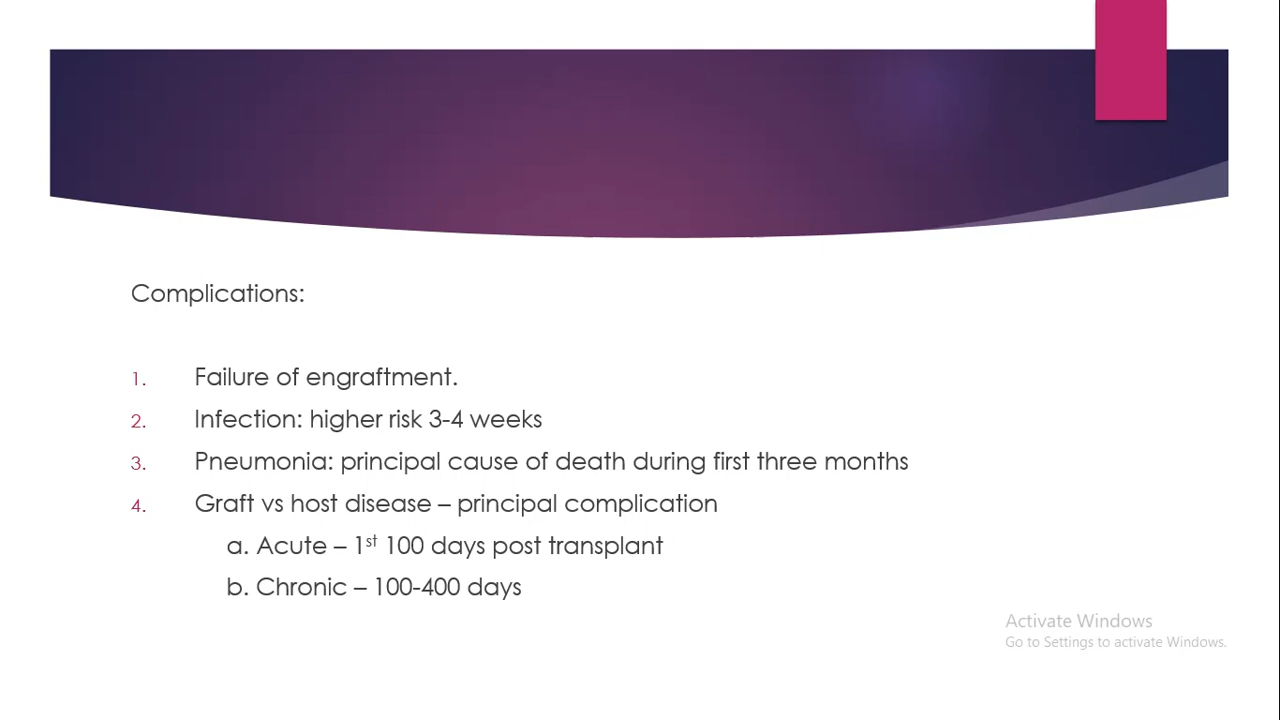 Complications:
1. Failure of engraftment.
2. Infection: higher risk 3-4 weeks
3. Pneumonia: principal cause of death during first three months
4. Graft vs host disease – principal complication
a. Acute – 1st 100 days post transplant
b. Chronic – 100-400 days
Activate Windows
Go to Settings to activate Windows.